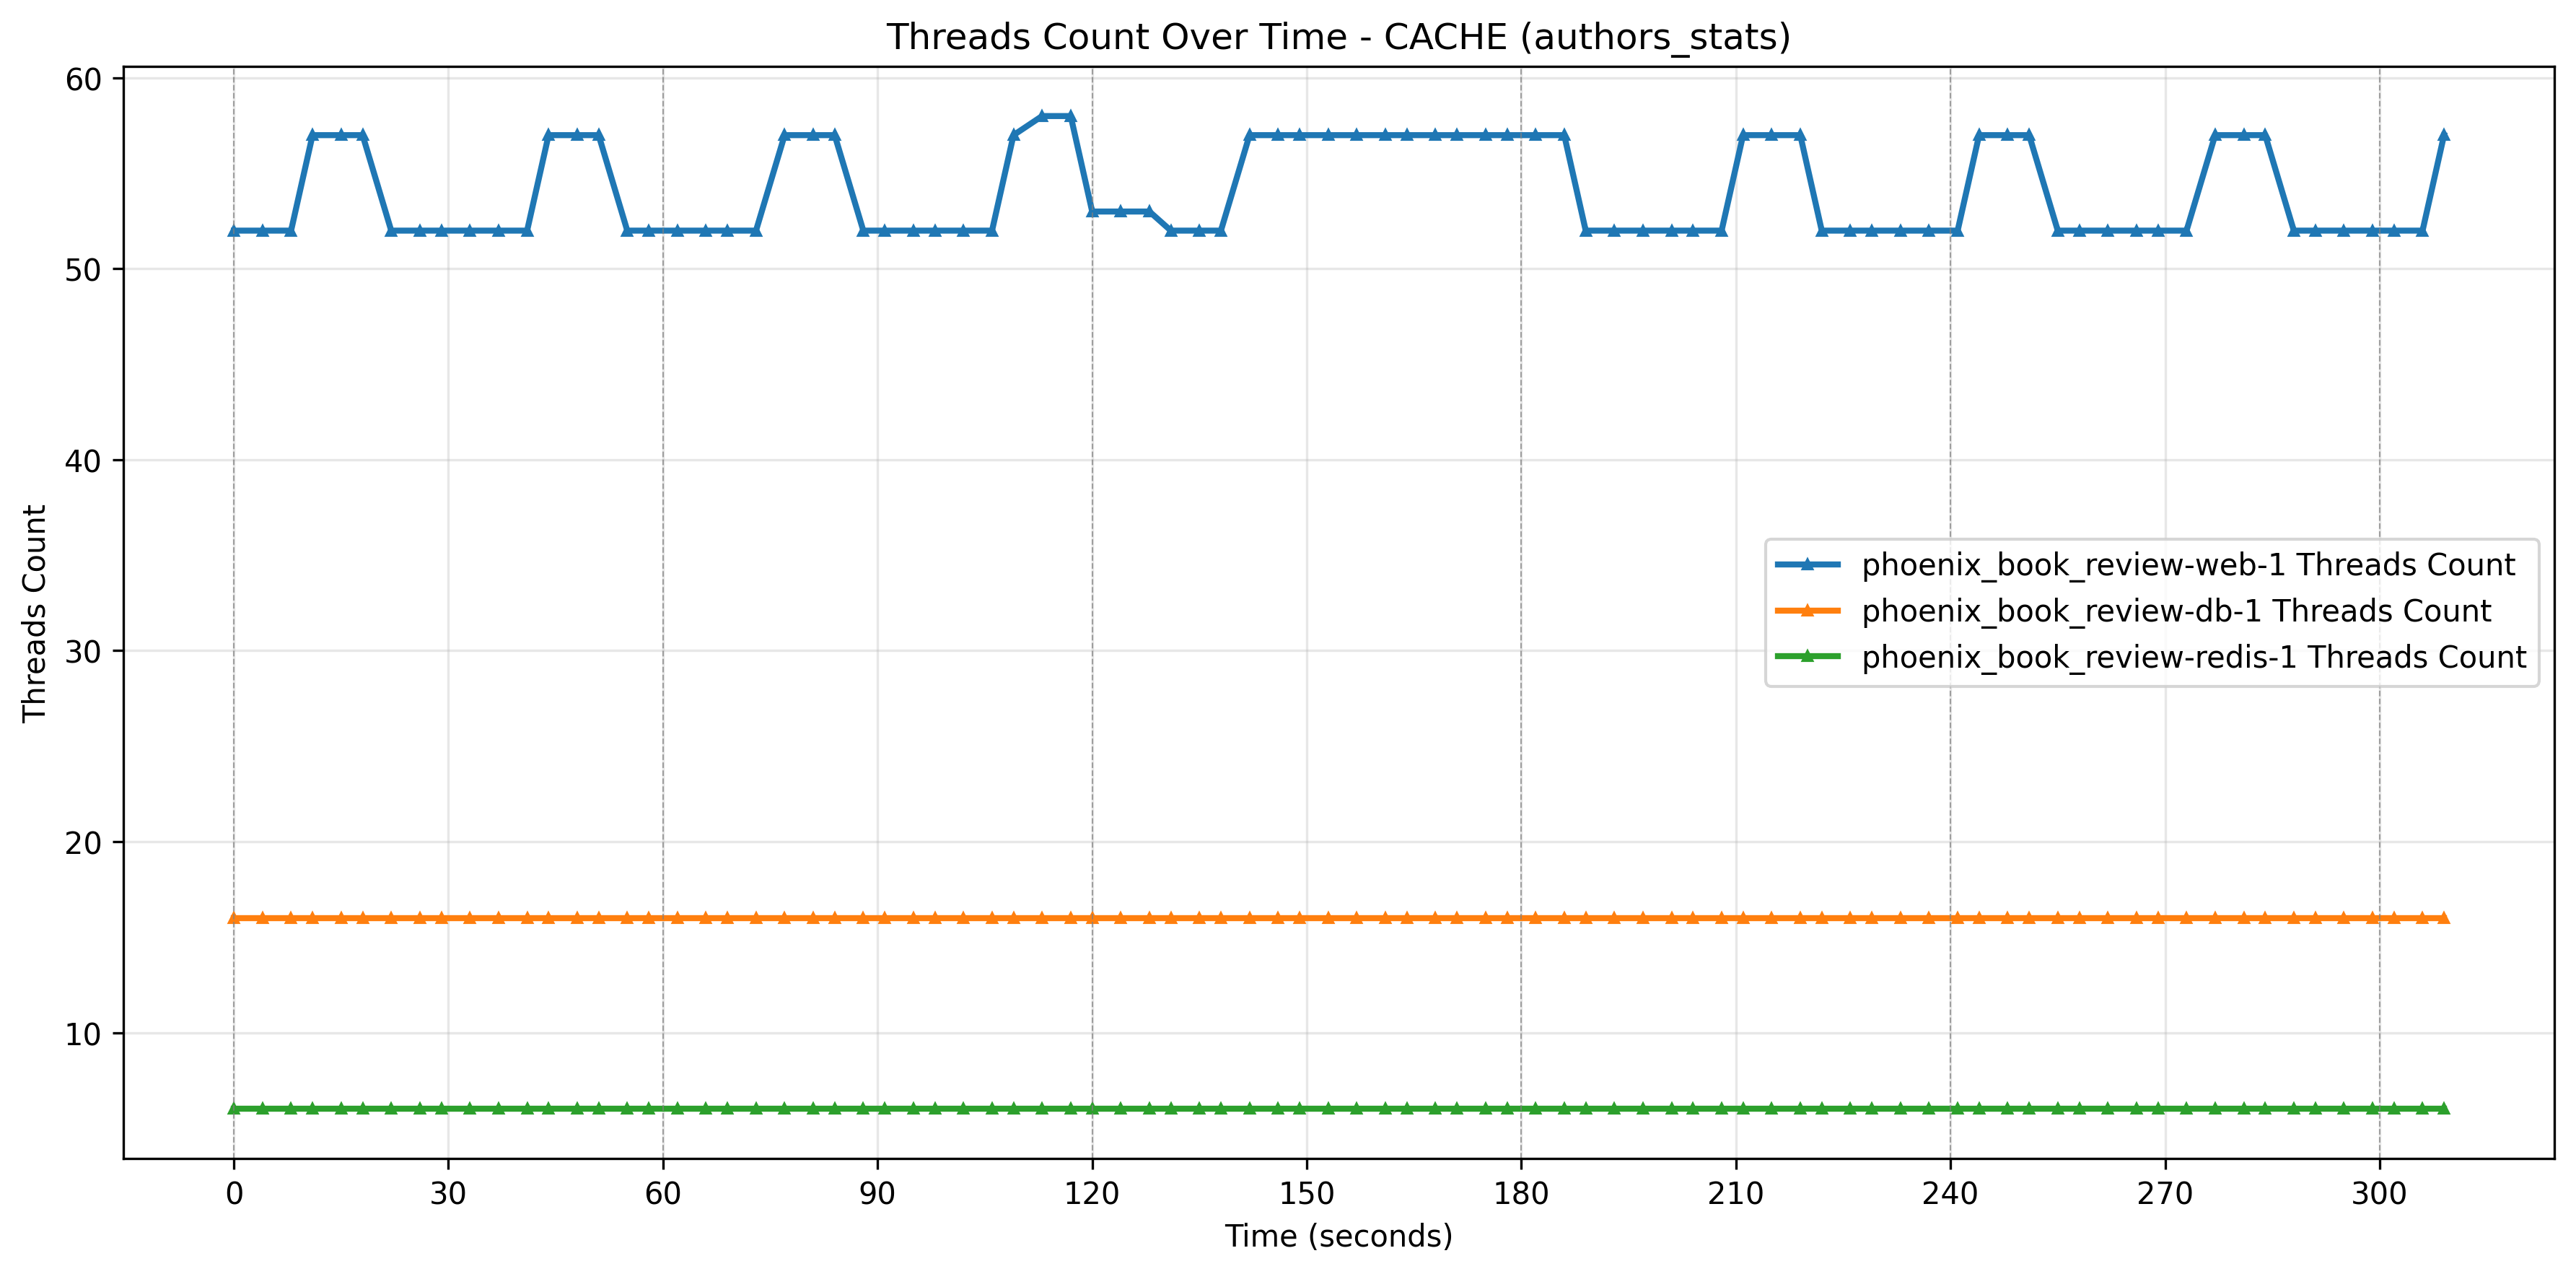 Threads Count Over Time - CACHE (authors_stats)
60
50
40
30
20
10
Threads Count
phoenix_book_review-web-1 Threads Count
phoenix_book_review-db-1 Threads Count
phoenix_book_review-redis-1 Threads Count
0 30 60 90 120 150 180 210 240 270 300
Time (seconds)